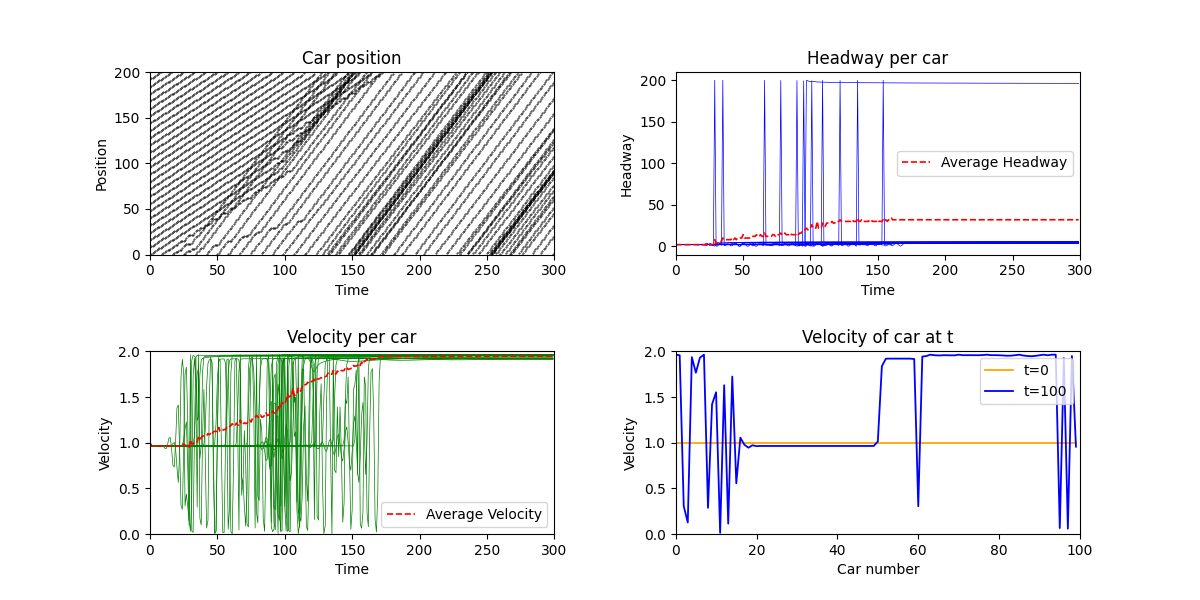 Car position
200
150
100
50
0
Position
0 50 100 150 200 250 300
Time
Headway per car
200
150
100
50
0
Headway
Average Headway
0 50 100 150 200 250 300
Time
Velocity per car
2.0
1.5
1.0
0.5
0.0
Velocity
Average Velocity
0 50 100 150 200 250 300
Time
Velocity of car at t
2.0
1.5
1.0
0.5
0.0
Velocity
t=0
t=100
0 20 40 60 80 100
Car number